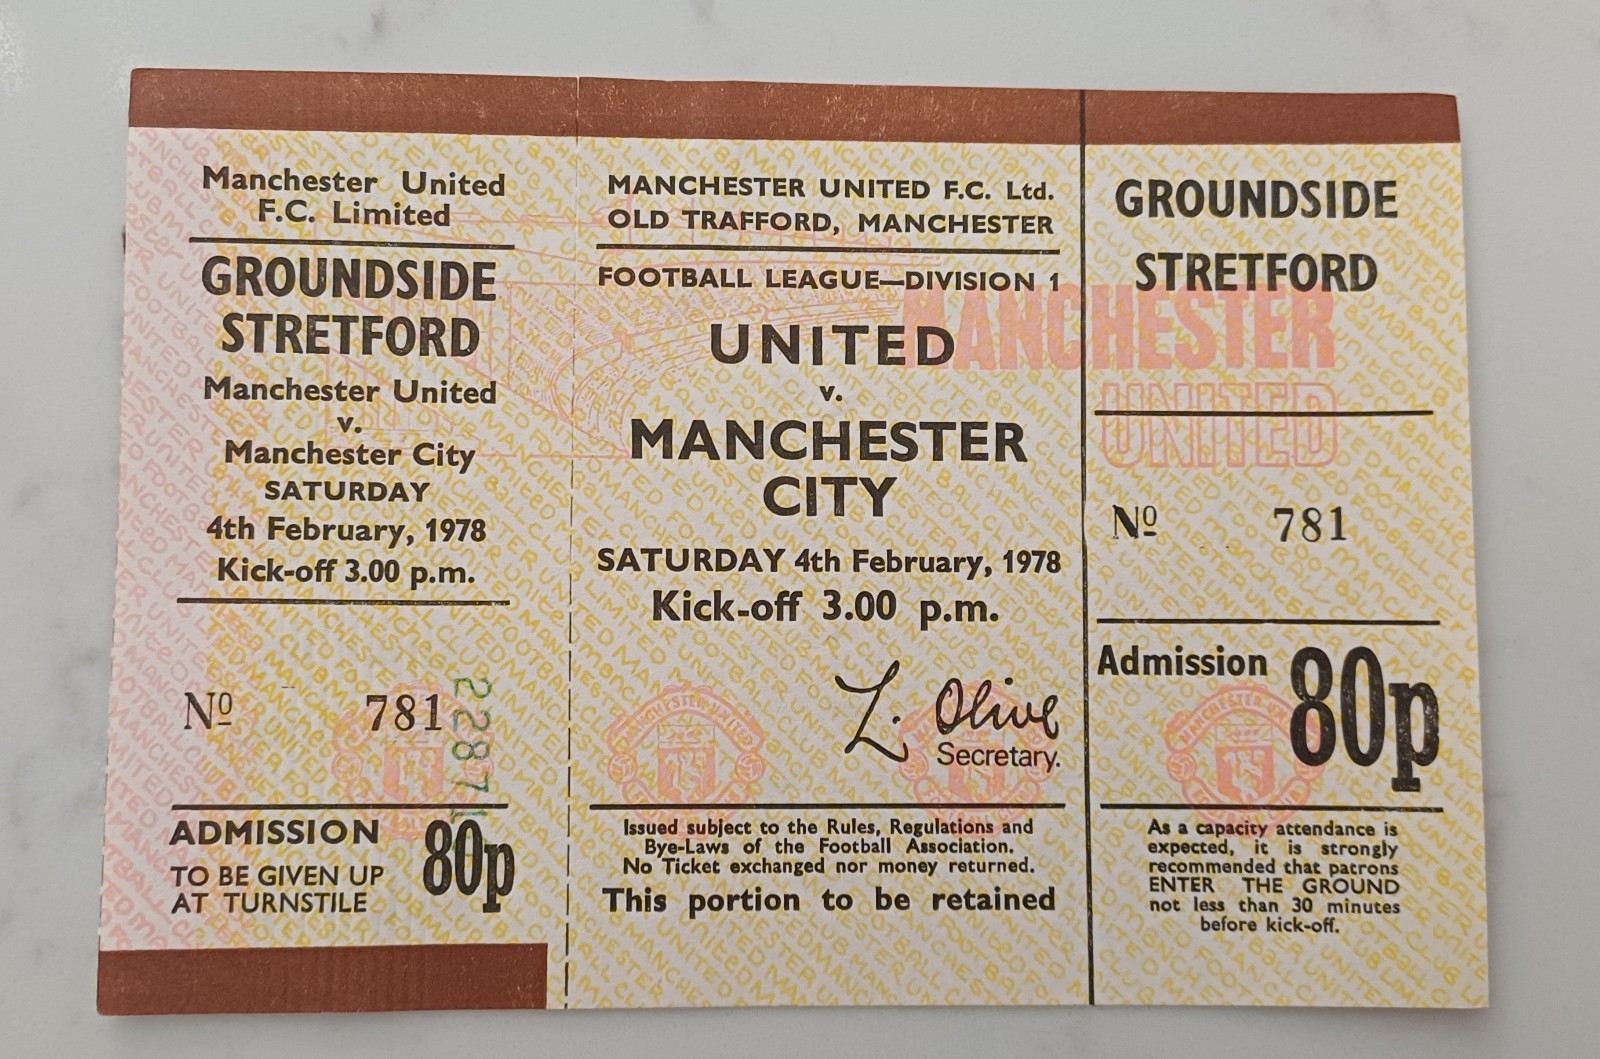 Manchester United
F.C. Limited
GROUNDSIDE
STRETFORD
Manchester United
v.
Manchester City
SATURDAY
4th February, 1978
Kick-off 3.00 p.m.
Nº 781
ADMISSION 80p
TO BE GIVEN UP
AT TURNSTILE
MANCHESTER UNITED F.C. Ltd.
OLD TRAFFORD, MANCHESTER
FOOTBALL LEAGUE—DIVISION 1
UNITED
v.
MANCHESTER
CITY
SATURDAY 4th February, 1978
Kick-off 3.00 p.m.
L. Olive
Secretary.
Issued subject to the Rules, Regulations and
Bye-Laws of the Football Association.
No Ticket exchanged nor money returned.
This portion to be retained
GROUNDSIDE
STRETFORD
MANCHESTER
UNITED
Nº 781
Admission 80p
As a capacity attendance is
expected, it is strongly
recommended that patrons
ENTER THE GROUND
not less than 30 minutes
before kick-off.